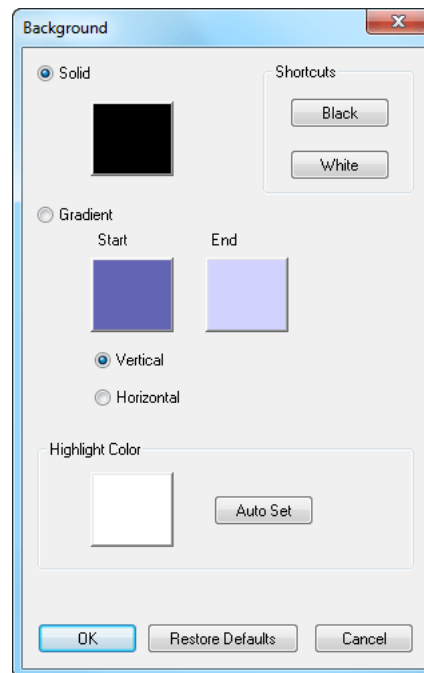 Background
Solid
Shortcuts
Black
White
Gradient
Start End
Vertical
Horizontal
Highlight Color
Auto Set
OK Restore Defaults Cancel